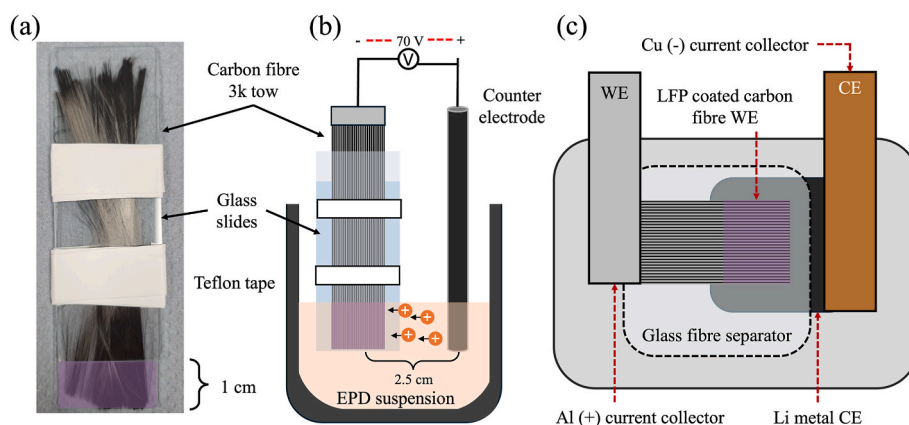 (a)
Carbon fibre
3k tow
Glass
slides
Teflon tape
1 cm
(b)
- 70 V +
V
Counter
electrode
+
+
+
+
2.5 cm
EPD suspension
(c)
Cu (-) current collector
WE
CE
LFP coated carbon
fibre WE
Glass fibre separator
Al (+) current collector
Li metal CE